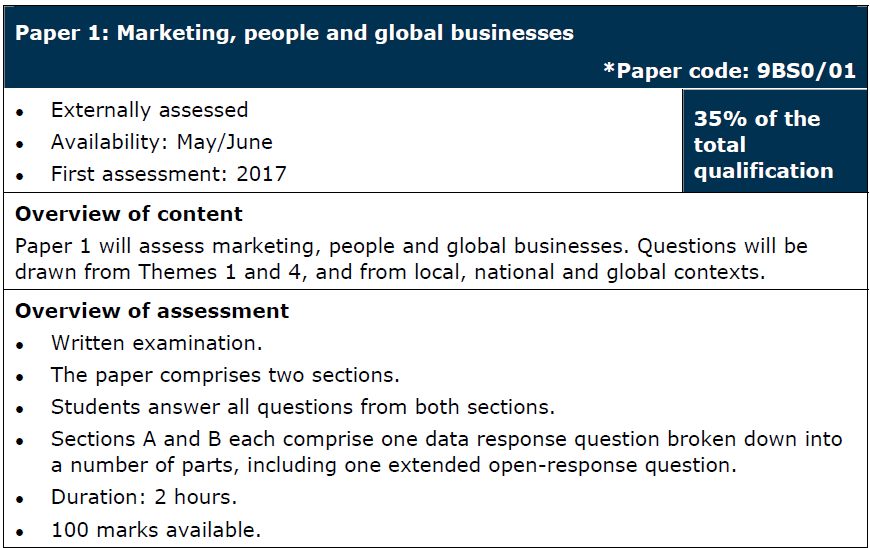 Paper 1: Marketing, people and global businesses
*Paper code: 9BS0/01
• Externally assessed
• Availability: May/June
• First assessment: 2017
35% of the
total
qualification
Overview of content
Paper 1 will assess marketing, people and global businesses. Questions will be
drawn from Themes 1 and 4, and from local, national and global contexts.
Overview of assessment
• Written examination.
• The paper comprises two sections.
• Students answer all questions from both sections.
• Sections A and B each comprise one data response question broken down into
a number of parts, including one extended open-response question.
• Duration: 2 hours.
• 100 marks available.